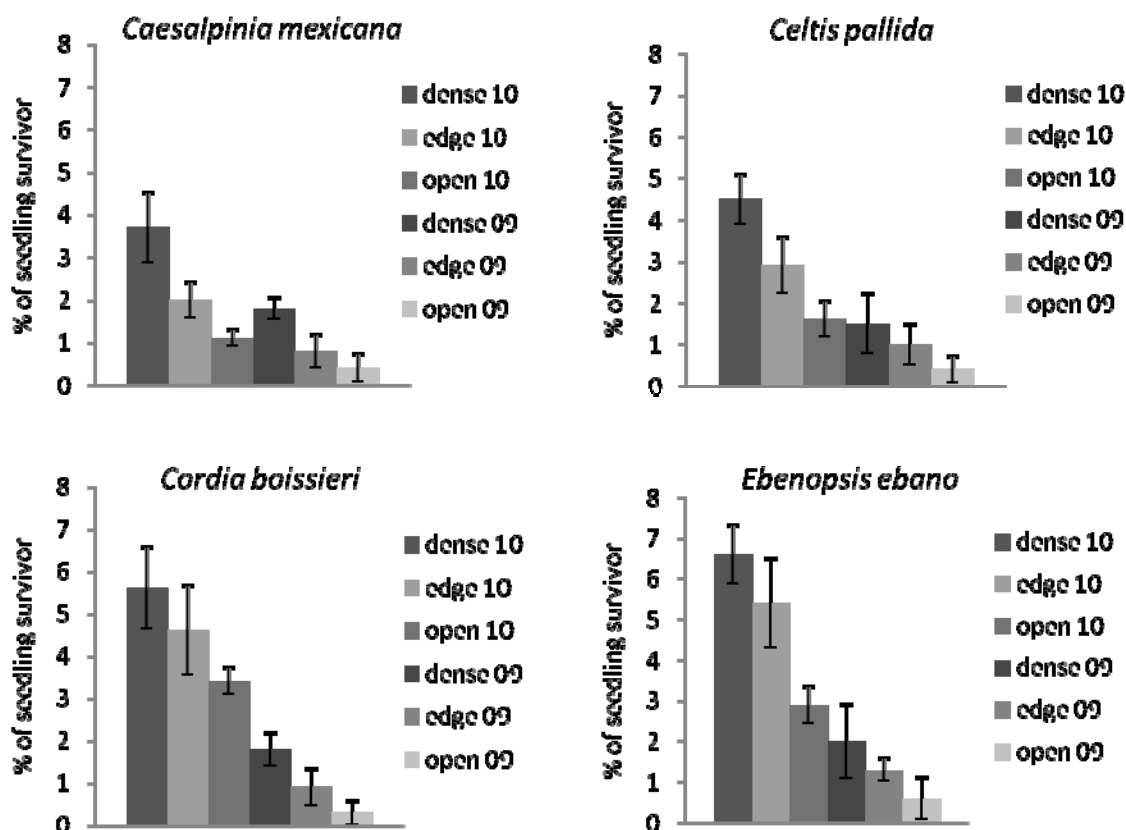 Caesalpinia mexicana
% of seedling survivor
8
7
6
5
4
3
2
1
0
dense 10
edge 10
open 10
dense 09
edge 09
open 09
Celtis pallida
% of seedling survivor
8
7
6
5
4
3
2
1
0
dense 10
edge 10
open 10
dense 09
edge 09
open 09
Cordia boissieri
% of seedling survivor
8
7
6
5
4
3
2
1
0
dense 10
edge 10
open 10
dense 09
edge 09
open 09
Ebenopsis ebano
% of seedling survivor
8
7
6
5
4
3
2
1
0
dense 10
edge 10
open 10
dense 09
edge 09
open 09